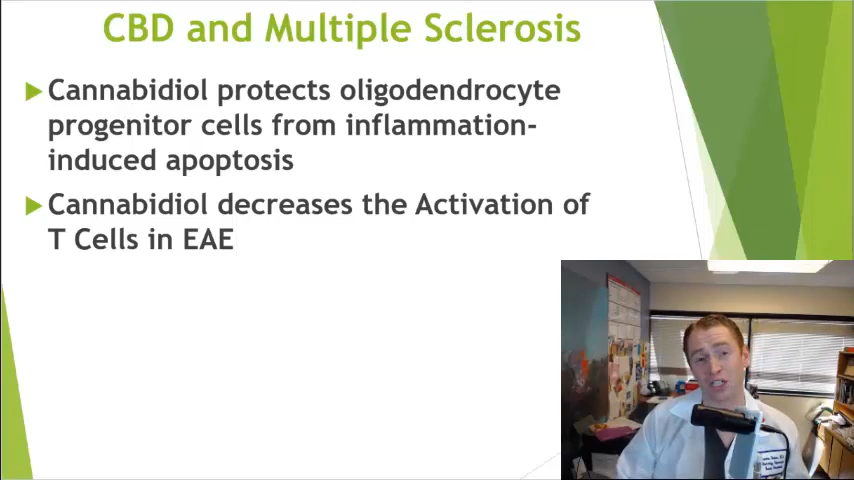 CBD and Multiple Sclerosis
Cannabidiol protects oligodendrocyte
progenitor cells from inflammation-
induced apoptosis
Cannabidiol decreases the Activation of
T Cells in EAE